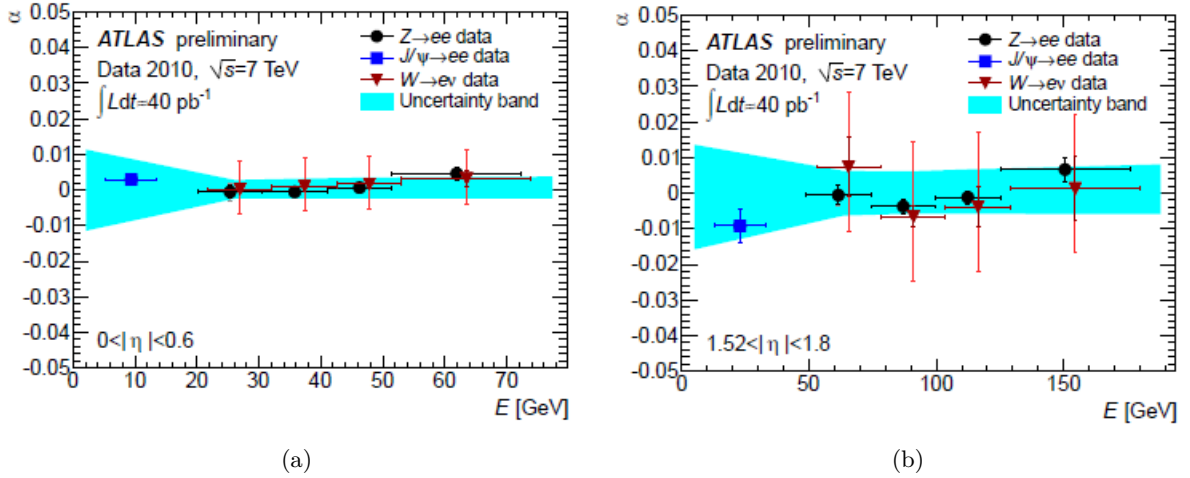 α
0.05
0.04
0.03
0.02
0.01
0
-0.01
-0.02
-0.03
-0.04
-0.05
ATLAS preliminary
Data 2010, √s=7 TeV
∫Ldt=40 pb⁻¹
Z→ee data
J/ψ→ee data
W→eν data
Uncertainty band
0<|η|<0.6
0 10 20 30 40 50 60 70
E [GeV]
(a)
α
0.05
0.04
0.03
0.02
0.01
0
-0.01
-0.02
-0.03
-0.04
-0.05
ATLAS preliminary
Data 2010, √s=7 TeV
∫Ldt=40 pb⁻¹
Z→ee data
J/ψ→ee data
W→eν data
Uncertainty band
1.52<|η|<1.8
0 50 100 150
E [GeV]
(b)